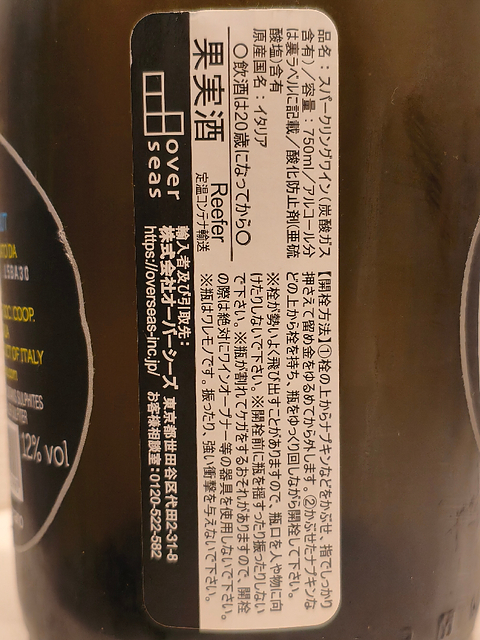 品名：スパークリングワイン（炭酸ガス
含有）／容量：750ml／アルコール分
は裏ラベルに記載／酸化防止剤（亜硫
酸塩）含有
原産国名：イタリア
○飲酒は20歳になってから○
果実酒
Reefer
定温コンテナ輸送
over
seas
【開栓方法】①栓の上からナプキンなどをかぶせ、指でしっかり
押さえて留め金をゆるめてから外します。②かぶせたナプキンな
どの上から栓を持ち、瓶をゆっくり回しながら開栓して下さい。
※栓が勢いよく飛び出すことがありますので、瓶口を人や物に向
けたりしないで下さい。※開栓前に瓶を揺すったり振ったりしない
で下さい。※瓶が割れてケガをするおそれがありますので、開栓
の際は絶対にワインオープナー等の器具を使用しないで下さい。
※瓶はワレモノです。振ったり、強い衝撃を与えないで下さい。
輸入者及び引取先：
株式会社オーバーシーズ 東京都世田谷区代田2-31-8
https://overseas-inc.jp/ お客様相談室：0120-522-582
L5BA30
COOP.
OF ITALY
SULPHITES
12% vol